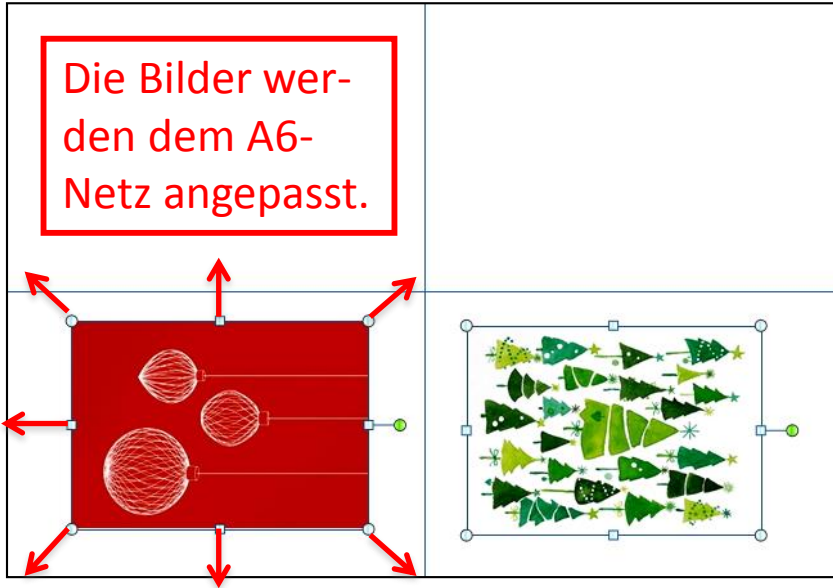 Die Bilder wer-
den dem A6-
Netz angepasst.